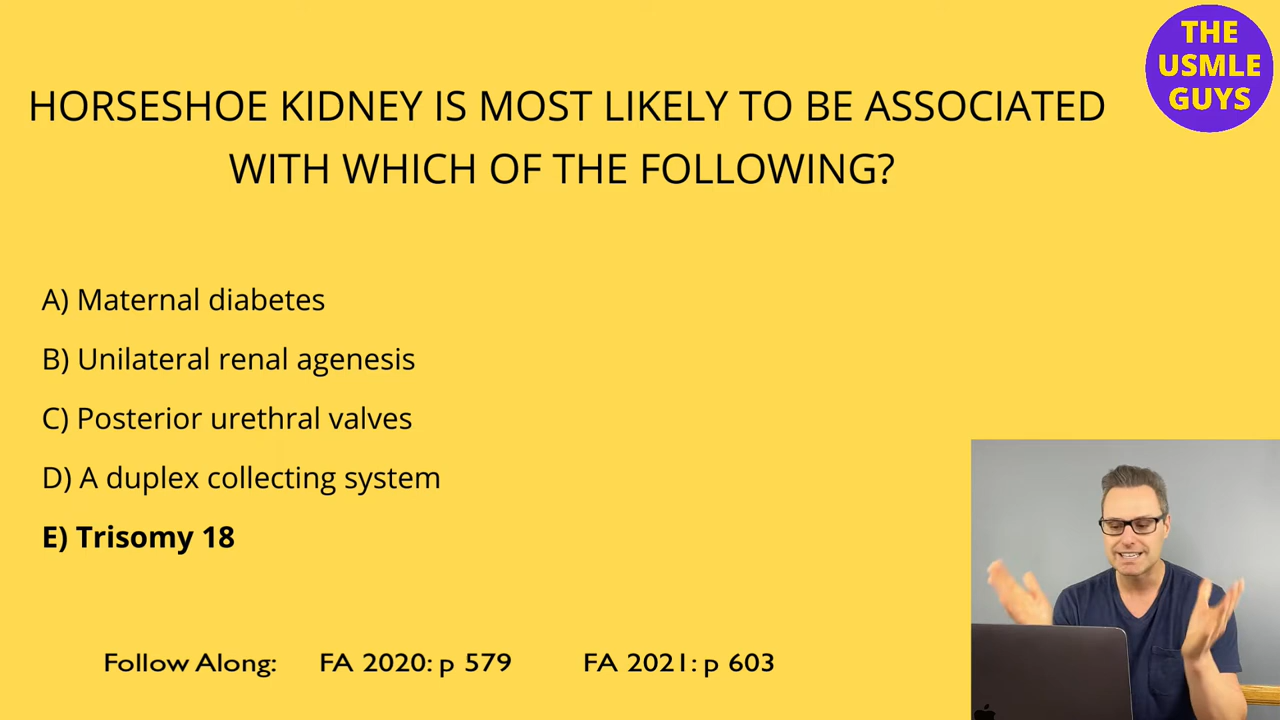 THE
USMLE
GUYS
HORSESHOE KIDNEY IS MOST LIKELY TO BE ASSOCIATED
WITH WHICH OF THE FOLLOWING?
A) Maternal diabetes
B) Unilateral renal agenesis
C) Posterior urethral valves
D) A duplex collecting system
E) Trisomy 18
Follow Along: FA 2020: p 579 FA 2021: p 603